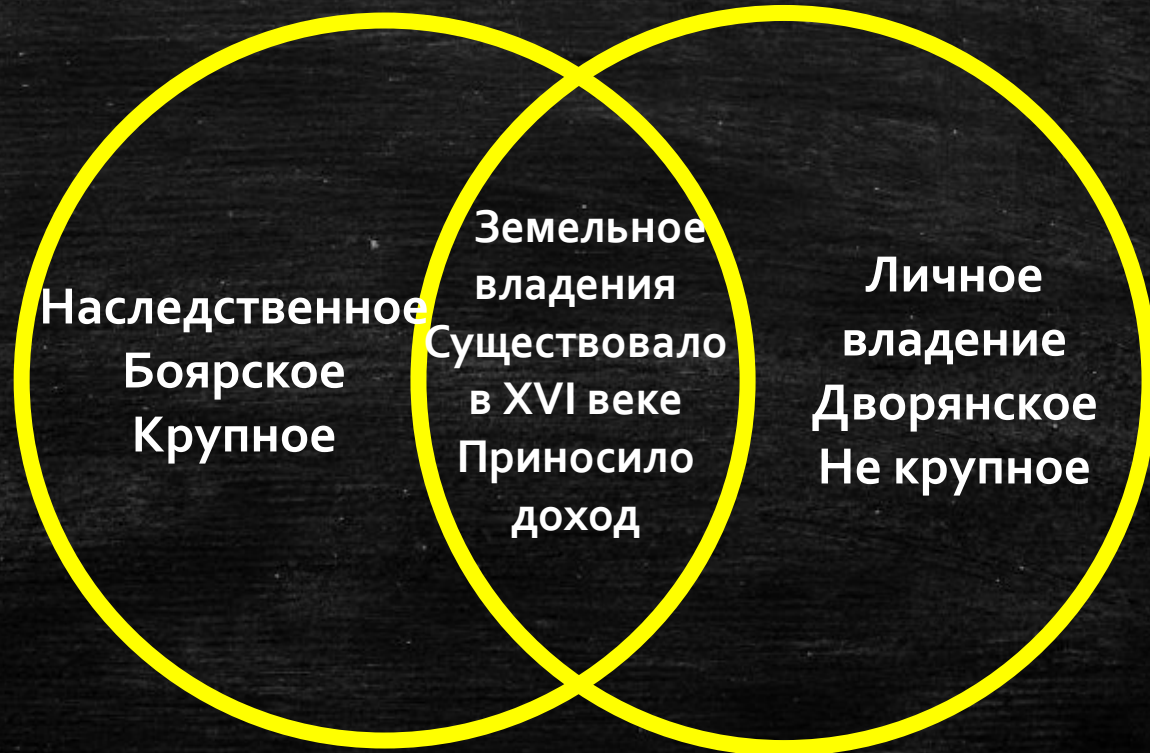 Наследственное
Боярское
Крупное
Земельное
владения
Существовало
в XVI веке
Приносило
доход
Личное
владение
Дворянское
Не крупное